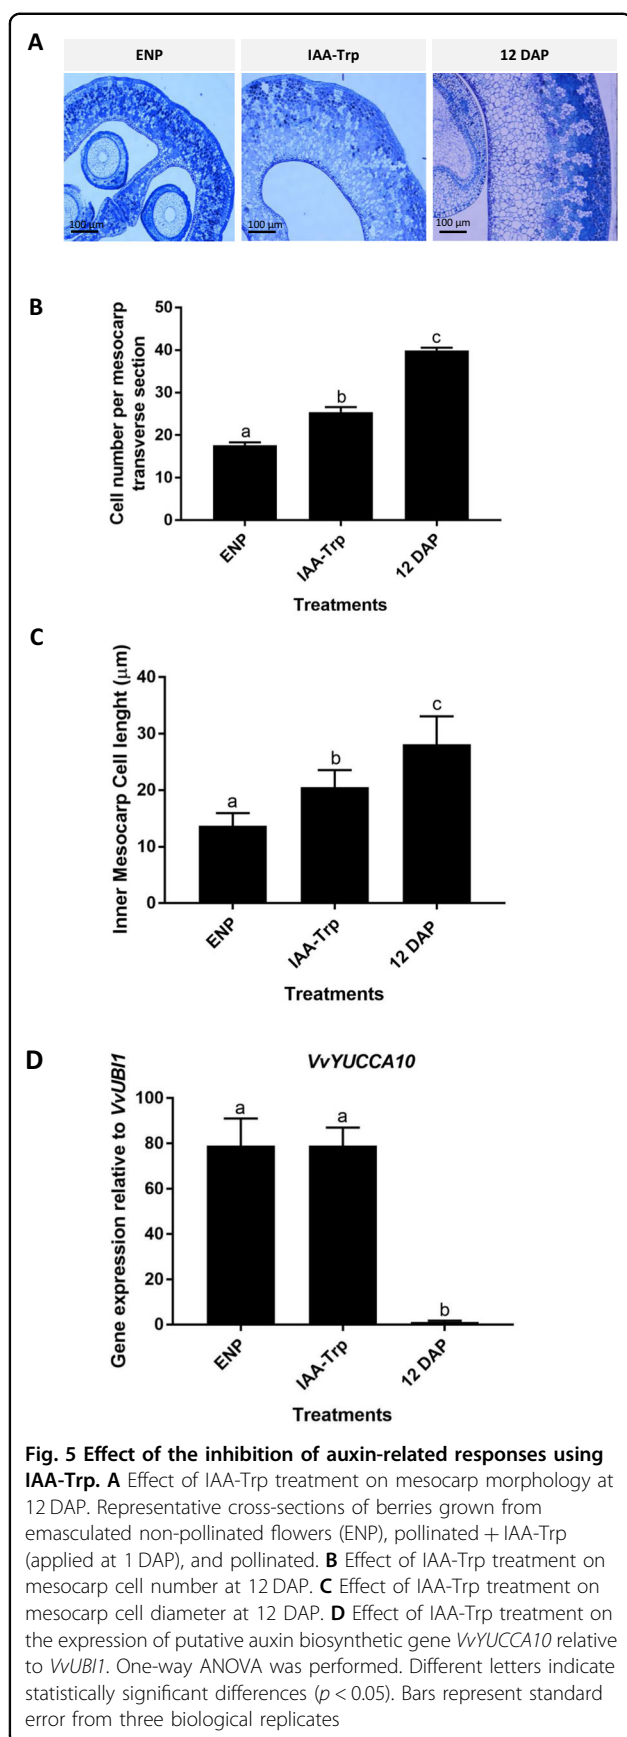 A
ENP
IAA-Trp
12 DAP
100 µm
100 µm
100 µm
B
Cell number per mesocarp
transverse section
50
40
30
20
10
0
a
b
c
ENP
IAA-Trp
12 DAP
Treatments
C
Inner Mesocarp Cell lenght (µm)
40
30
20
10
0
a
b
c
ENP
IAA-Trp
12 DAP
Treatments
D
VvYUCCA10
Gene expression relative to VvUBI1
100
80
60
40
20
0
a
a
b
ENP
IAA-Trp
12 DAP
Treatments
Fig. 5 Effect of the inhibition of auxin-related responses using
IAA-Trp. A Effect of IAA-Trp treatment on mesocarp morphology at
12 DAP. Representative cross-sections of berries grown from
emasculated non-pollinated flowers (ENP), pollinated + IAA-Trp
(applied at 1 DAP), and pollinated. B Effect of IAA-Trp treatment on
mesocarp cell number at 12 DAP. C Effect of IAA-Trp treatment on
mesocarp cell diameter at 12 DAP. D Effect of IAA-Trp treatment on
the expression of putative auxin biosynthetic gene VvYUCCA10 relative
to VvUBI1. One-way ANOVA was performed. Different letters indicate
statistically significant differences (p < 0.05). Bars represent standard
error from three biological replicates